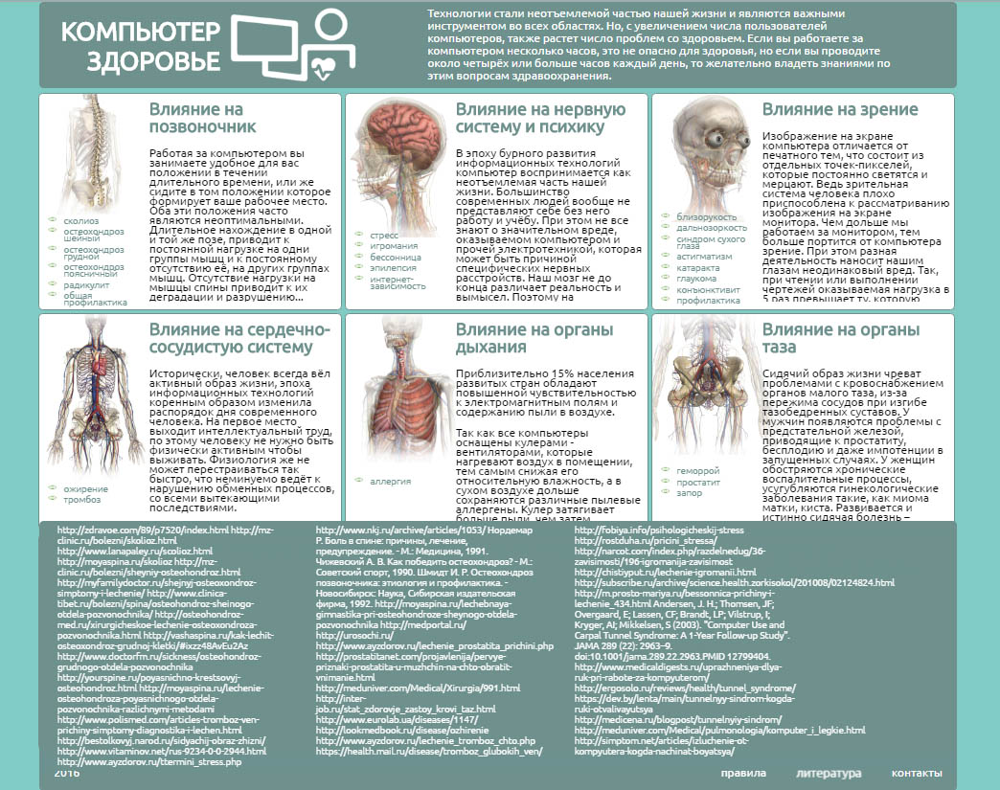 КОМПЬЮТЕР
ЗДОРОВЬЕ
Технологии стали неотъемлемой частью нашей жизни и являются важными
инструментом во всех областях. Но, с увеличением числа пользователей
компьютеров, также растет число проблем со здоровьем. Если вы работаете за
компьютером несколько часов, это не опасно для здоровья, но если вы проводите
около четырёх или больше часов каждый день, то желательно владеть знаниями по
этим вопросам здравоохранения.
Влияние на
позвоночник
Работая за компьютером вы
занимаете удобное для вас
положении в течении
длительного времени, или же
сидите в том положении которое
формирует ваше рабочее место.
Оба эти положения часто
являются неоптимальными.
Длительное нахождение в одной
и той же позе, приводит к
постоянной нагрузке на одни
группы мышц и к постоянному
отсутствию её, на других группах
мышц. Отсутствие нагрузки на
мышцы спины приводит к их
деградации и разрушению...
сколиоз
остеохондроз
шейный
остеохондроз
грудной
остеохондроз
поясничный
радикулит
общая
профилактика
Влияние на нервную
систему и психику
В эпоху бурного развития
информационных технологий
компьютер воспринимается как
неотъемлемая часть нашей
жизни. Большинство
современных людей вообще не
представляют себе без него
работу и учёбу. При этом не все
знают о значительном вреде,
оказываемом компьютером и
прочей электротехникой, которая
может быть причиной
специфических нервных
расстройств. Наш мозг не до
конца различает реальность и
вымысел. Поэтому на
стресс
игромания
бессонница
эпилепсия
интернет-
зависимость
Влияние на зрение
Изображение на экране
компьютера отличается от
печатного тем, что состоит из
отдельных точек-пикселей,
которые постоянно светятся и
мерцают. Ведь зрительная
система человека плохо
приспособлена к рассматриванию
изображения на экране
монитора. Чем дольше мы
работаем за монитором, тем
больше портится от компьютера
зрение. При этом разная
деятельность наносит нашим
глазам неодинаковый вред. Так,
при чтении или выполнении
чертежей оказываемая нагрузка в
5 раз превышает ту, которую
близорукость
дальнозоркость
синдром сухого
глаза
астигматизм
катаракта
глаукома
конъюнктивит
профилактика
Влияние на сердечно-
сосудистую систему
Исторически, человек всегда вёл
активный образ жизни, эпоха
информационных технологий
коренным образом изменила
распорядок дня современного
человека. На первое место
выходит интеллектуальный труд,
по этому человеку не нужно быть
физически активным чтобы
выживать. Физиология же не
может перестраиваться так
быстро, что неминуемо ведёт к
нарушению обменных процессов,
со всеми вытекающими
последствиями.
ожирение
тромбоз
Влияние на органы
дыхания
Приблизительно 15% населения
развитых стран обладают
повышенной чувствительностью
к электромагнитным полям и
содержанию пыли в воздухе.
Так как все компьютеры
оснащены кулерами -
вентиляторами, которые
нагревают воздух в помещении,
тем самым снижая его
относительную влажность, а в
сухом воздухе дольше
сохраняются различные пылевые
аллергены. Кулер затягивает
больше пыли, чем затем
аллергия
Влияние на органы
таза
Сидячий образ жизни чреват
проблемами с кровоснабжением
органов малого таза, из-за
пережима сосудов при изгибе
тазобедренных суставов. У
мужчин появляются проблемы с
предстательной железой,
приводящие к простатиту,
бесплодию и даже импотенции в
запущенных случаях. У женщин
обостряются хронические
воспалительные процессы,
усугубляются гинекологические
заболевания такие, как миома
матки, киста. Развивается и
истинно сидячая болезнь –
геморрой
простатит
запор
http://zdravoe.com/89/p7520/index.html http://mz-
clinic.ru/bolezni/skolioz.html
http://www.lanapaley.ru/scolioz.html
http://moyaspina.ru/skolioz http://mz-
clinic.ru/bolezni/sheyniy-osteohondroz.html
http://myfamilydoctor.ru/shejnyj-osteoxondroz-
simptomy-i-lechenie/ http://www.clinica-
tibet.ru/bolezni/spina/osteohondroz-sheinogo-
otdela-pozvonochnika/ http://osteohondroz-
med.ru/xirurgicheskoe-lechenie-osteoxondroza-
pozvonochnika.html http://vashaspina.ru/kak-lechit-
osteoxondroz-grudnoj-kletki/#ixzz48AvEu2Az
http://www.doctorfm.ru/sickness/osteohondroz-
grudnogo-otdela-pozvonochnika
http://yourspine.ru/poyasnichno-krestsovyj-
osteohondroz.html http://moyaspina.ru/lechenie-
osteohondroza-poyasnichnogo-otdela-
pozvonochnika-razlichnymi-metodami
http://www.polismed.com/articles-tromboz-ven-
prichiny-simptomy-diagnostika-i-lechen.html
http://bestolkovyj.narod.ru/sidyachij-obraz-zhizni/
http://www.vitaminov.net/rus-9234-0-0-2944.html
http://www.ayzdorov.ru/ttermini_stress.php
http://www.nkj.ru/archive/articles/1053/ Нордемар
Р. Боль в спине: причины, лечение,
предупреждение. - М.: Медицина, 1991.
Чижевский А. В. Как победить остеохондроз? - М.:
Советский спорт, 1990. Шмидт И. Р. Остеохондроз
позвоночника: этиология и профилактика. -
Новосибирск: Наука, Сибирская издательская
фирма, 1992. http://moyaspina.ru/lechebnaya-
gimnastika-pri-osteohondroze-sheynogo-otdela-
pozvonochnika http://medportal.ru/
http://urosochi.ru/
http://www.ayzdorov.ru/lechenie_prostatita_prichini.php
http://prostatitanet.com/projavlenija/pervye-
priznaki-prostatita-u-muzhchin-na-chto-obratit-
vnimanie.html
http://meduniver.com/Medical/Xirurgia/991.html
http://inter-
job.ru/stat_zdorovje_zastoy_krovi_taz.html
http://www.eurolab.ua/diseases/1147/
http://lookmedbook.ru/disease/ozhirenie
http://www.ayzdorov.ru/lechenie_tromboz_chto.php
https://health.mail.ru/disease/tromboz_glubokih_ven/
http://fobiya.info/psihologicheskij-stress
http://rostduha.ru/pricini_stressa/
http://narcot.com/index.php/razdelnedug/36-
zavisimosti/196-igromanija-zavisimost
http://chistiyput.ru/lechenie-igromanii.html
http://subscribe.ru/archive/science.health.zorkisokol/201008/02124824.html
http://m.prosto-mariya.ru/bessonnica-prichiny-i-
lechenie_434.html Andersen, J. H.; Thomsen, JF;
Overgaard, E; Lassen, CF; Brandt, LP; Vilstrup, I;
Kryger, AI; Mikkelsen, S (2003). "Computer Use and
Carpal Tunnel Syndrome: A 1-Year Follow-up Study".
JAMA 289 (22): 2963–9.
doi:10.1001/jama.289.22.2963.PMID 12799404.
http://www.medicaldigests.ru/uprazhneniya-dlya-
ruk-pri-rabote-za-kompyuterom/
http://ergosolo.ru/reviews/health/tunnel_syndrome/
https://dev.by/lenta/main/tunnelnyy-sindrom-kogda-
ruki-otvalivayutsya
http://medicena.ru/blogpost/tunnelnyiy-sindrom/
http://meduniver.com/Medical/pulmonologia/komputer_i_legkie.html
http://simptom.net/articles/izluchenie-ot-
kompyutera-kogda-nachinat-boyatsya/
2016
правила
литература
контакты